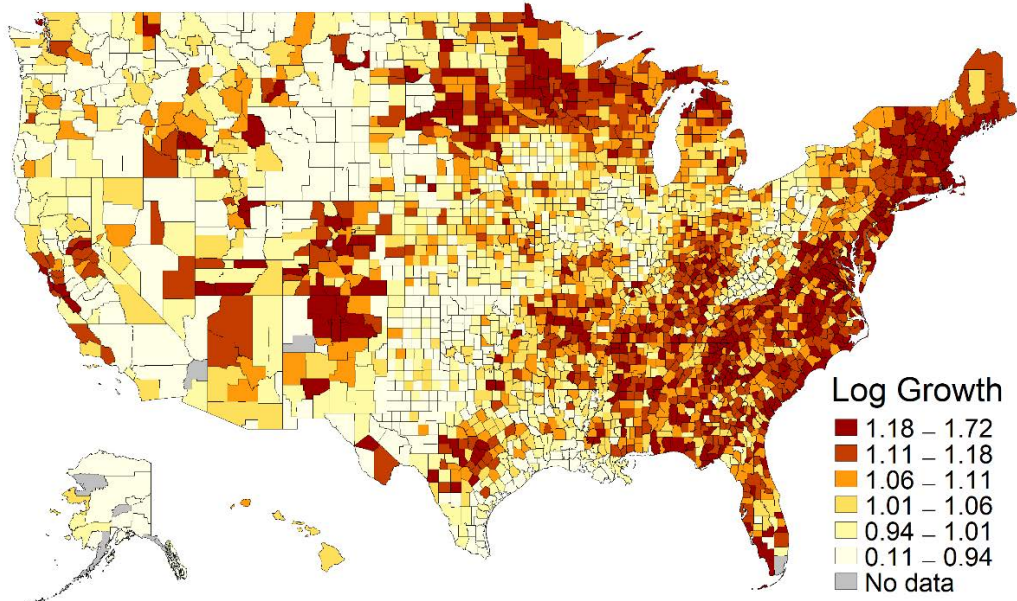 Log Growth
1.18 – 1.72
1.11 – 1.18
1.06 – 1.11
1.01 – 1.06
0.94 – 1.01
0.11 – 0.94
No data